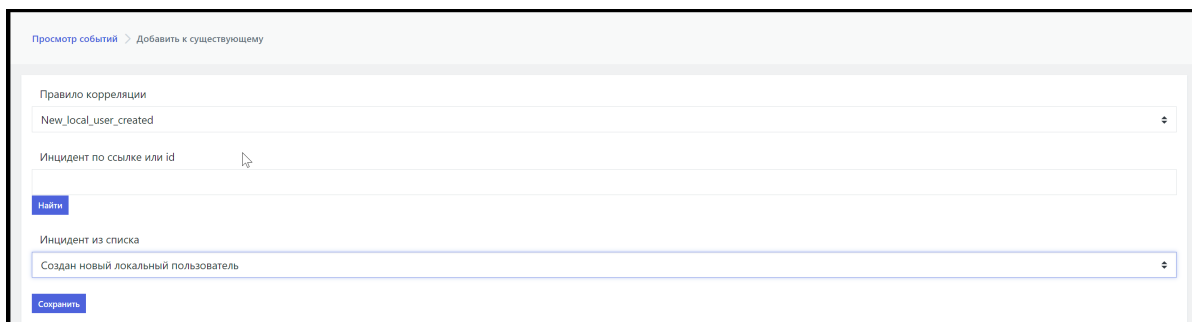 Просмотр событий > Добавить к существующему
Правило корреляции
New_local_user_created
Инцидент по ссылке или id
Найти
Инцидент из списка
Создан новый локальный пользователь
Сохранить